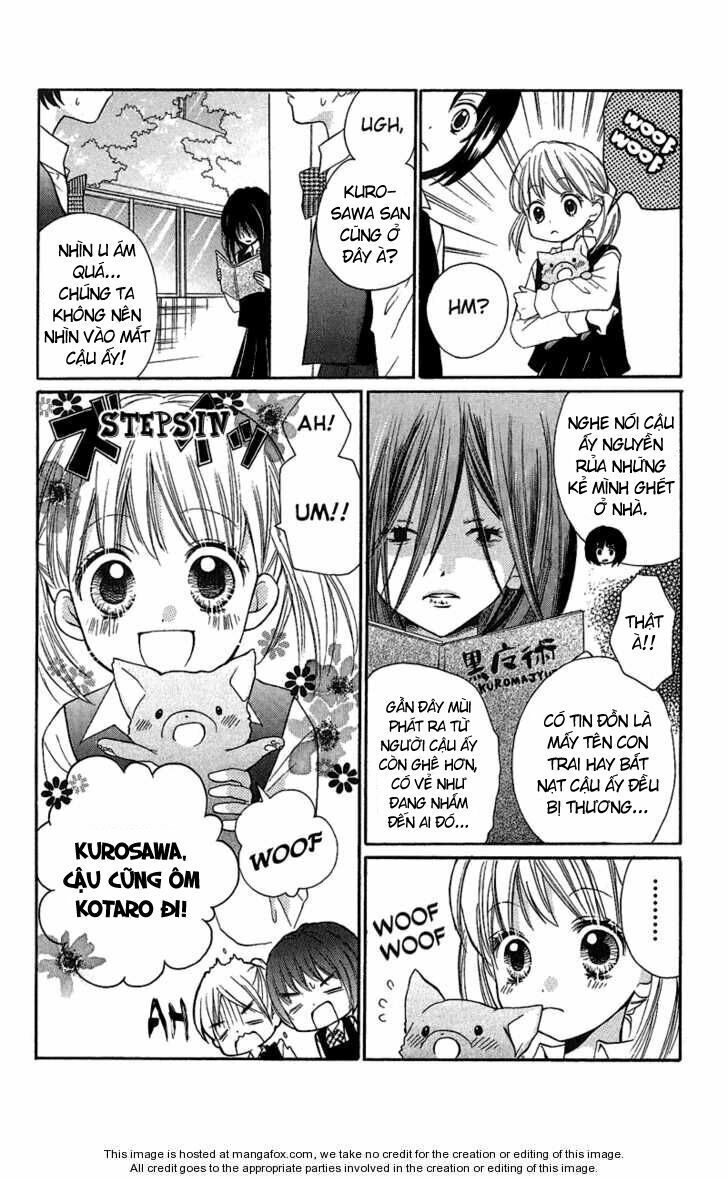 WOOF
WOOF
HM?
UGH,
KURO-
SAWA SAN
CŨNG Ở
ĐÂY À?
NHÌN U ÁM
QUÁ...
CHÚNG TA
KHÔNG NÊN
NHÌN VÀO MẮT
CẬU ẤY!
NGHE NÓI CẬU
ẤY NGUYỀN
RỦA NHỮNG
KẺ MÌNH GHÉT
Ở NHÀ.
THẬT
À!!
黒魔術
KUROMAJYU
CÓ TIN ĐỒN LÀ
MẤY TÊN CON
TRAI HAY BẮT
NẠT CẬU ẤY ĐỀU
BỊ THƯƠNG...
GẦN ĐÂY MÙI
PHÁT RA TỪ
NGƯỜI CẬU ẤY
CÒN GHÊ HƠN,
CÓ VẺ NHƯ
ĐANG NHẮM
ĐẾN AI ĐÓ...
........
WOOF
WOOF
AH!
UM!!
ズイッ
STEPS IN
WOOF
KUROSAWA,
CẬU CŨNG ÔM
KOTARO ĐI!
AH
This image is hosted at mangafox.com, we take no credit for the creation or editing of this image.
All credit goes to the appropriate parties involved in the creation or editing of this image.